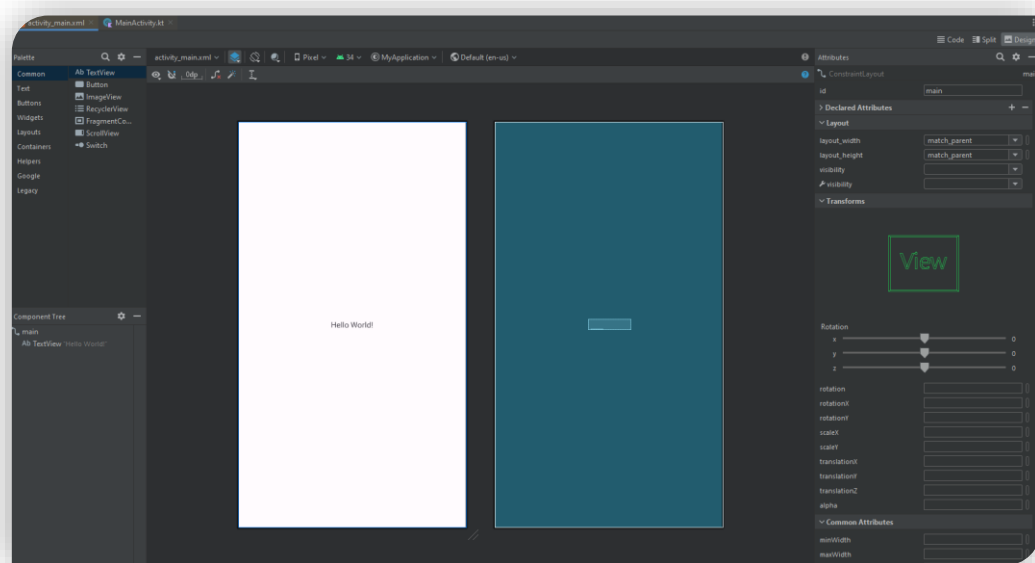 activity_main.xml
MainActivity.kt
Code
Split
Design
Palette
Common
Text
Buttons
Widgets
Layouts
Containers
Helpers
Google
Legacy
Ab TextView
Button
ImageView
RecyclerView
FragmentCo...
ScrollView
Switch
activity_main.xml
Pixel
34
MyApplication
Default (en-us)
0dp
Hello World!
Component Tree
main
Ab TextView "Hello World!"
Attributes
ConstraintLayout
id main
Declared Attributes
Layout
layout_width match_parent
layout_height match_parent
visibility
visibility
Transforms
View
Rotation
x 0
y 0
z 0
rotation
rotationX
rotationY
scaleX
scaleY
translationX
translationY
translationZ
alpha
Common Attributes
minWidth
maxWidth